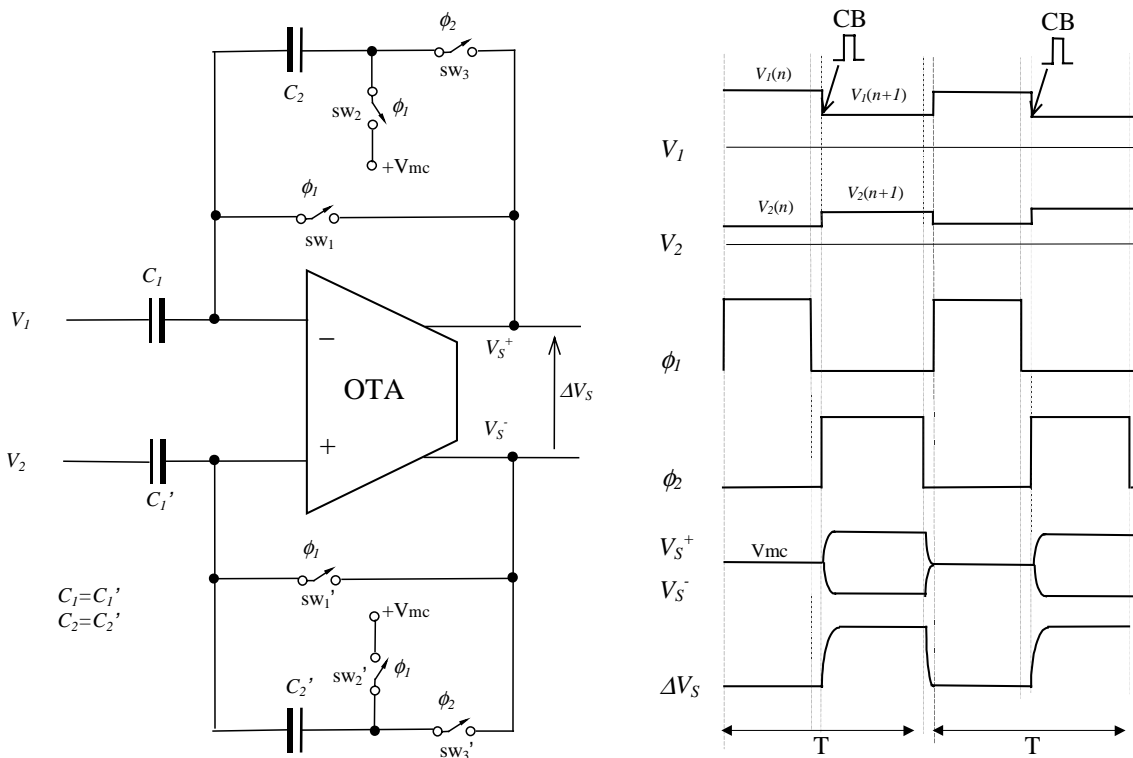 ϕ2
C2
sw3
sw2
ϕ1
+Vmc
ϕ1
sw1
C1
V1
−
VS+
OTA
ΔVS
VS-
+
V2
C1’
ϕ1
sw1’
+Vmc
C1=C1’
C2=C2’
sw2’
ϕ1
C2’
ϕ2
sw3’
CB
CB
V1(n)
V1(n+1)
V1
V2(n)
V2(n+1)
V2
ϕ1
ϕ2
VS+
Vmc
VS-
ΔVS
T
T